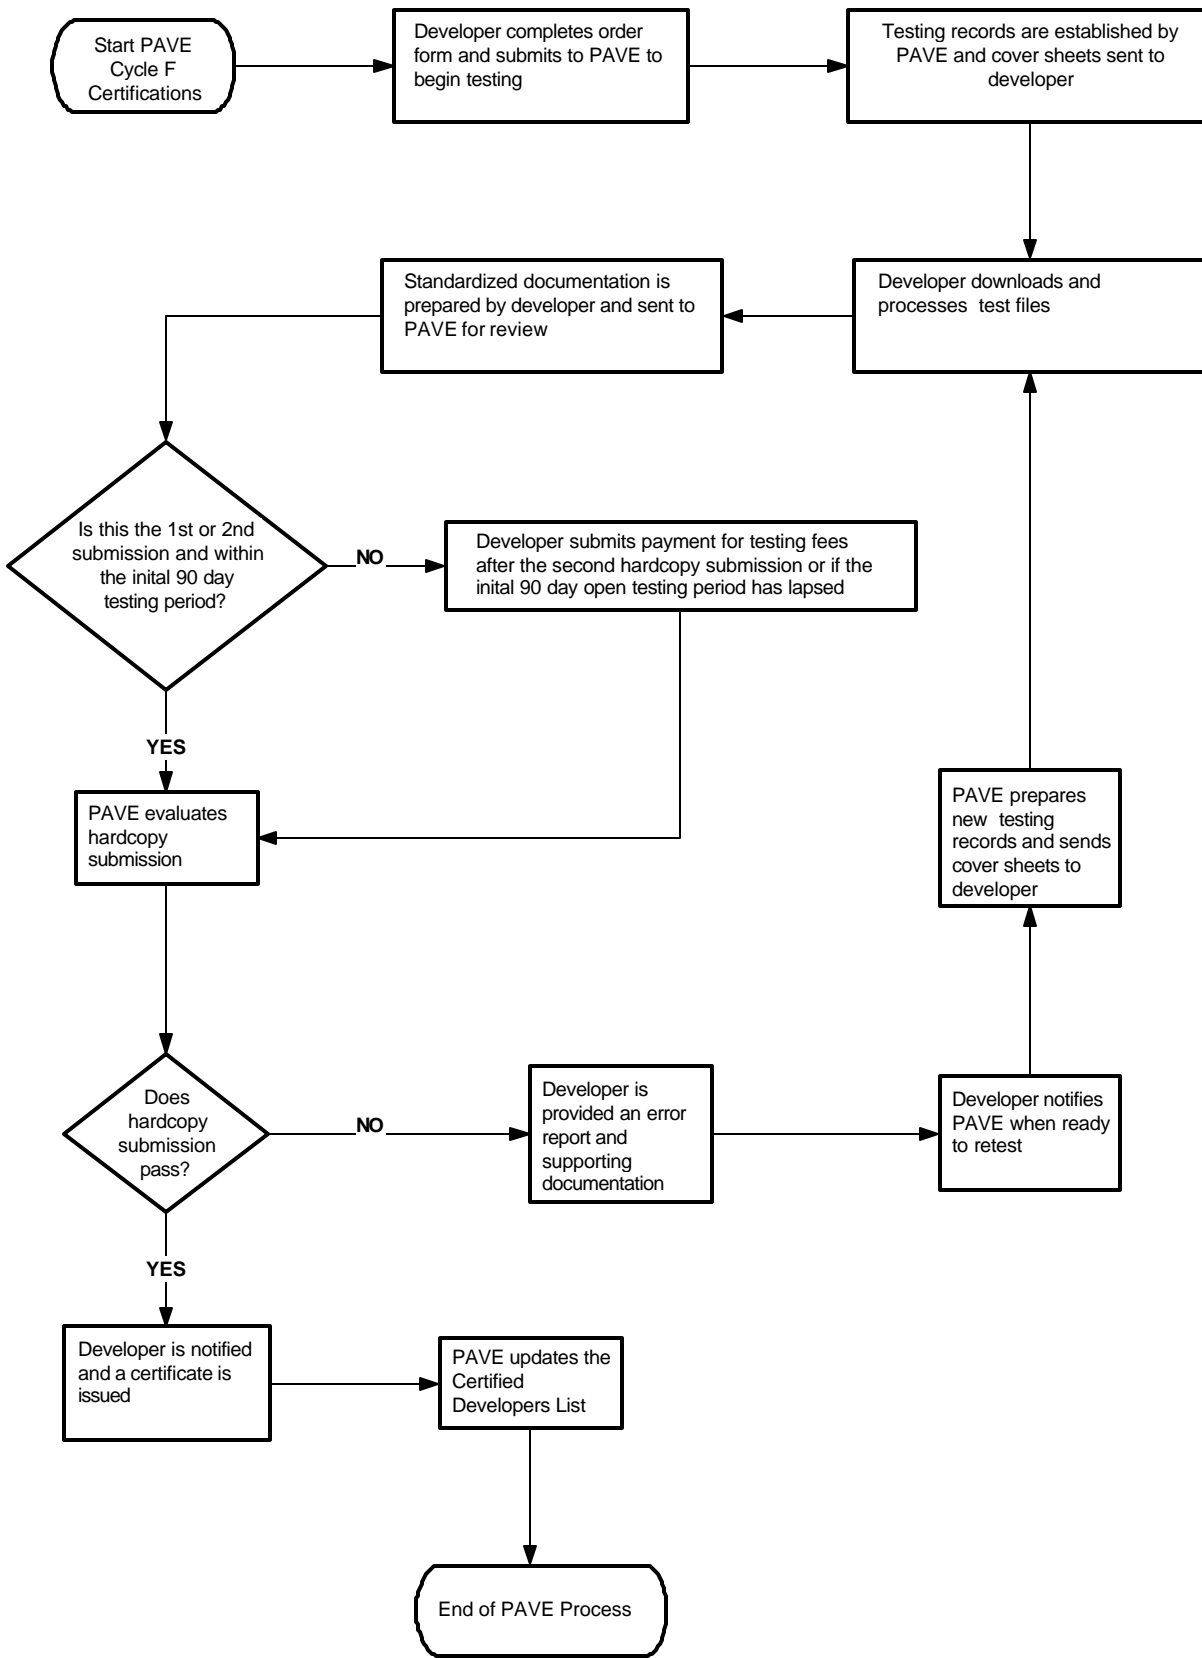 Start PAVE
Cycle F
Certifications
Developer completes order
form and submits to PAVE to
begin testing
Testing records are established by
PAVE and cover sheets sent to
developer
Developer downloads and
processes test files
Standardized documentation is
prepared by developer and sent to
PAVE for review
Is this the 1st or 2nd
submission and within
the inital 90 day
testing period?
NO
Developer submits payment for testing fees
after the second hardcopy submission or if the
inital 90 day open testing period has lapsed
YES
PAVE evaluates
hardcopy
submission
PAVE prepares
new testing
records and sends
cover sheets to
developer
Does
hardcopy
submission
pass?
NO
Developer is
provided an error
report and
supporting
documentation
Developer notifies
PAVE when ready
to retest
YES
Developer is notified
and a certificate is
issued
PAVE updates the
Certified
Developers List
End of PAVE Process